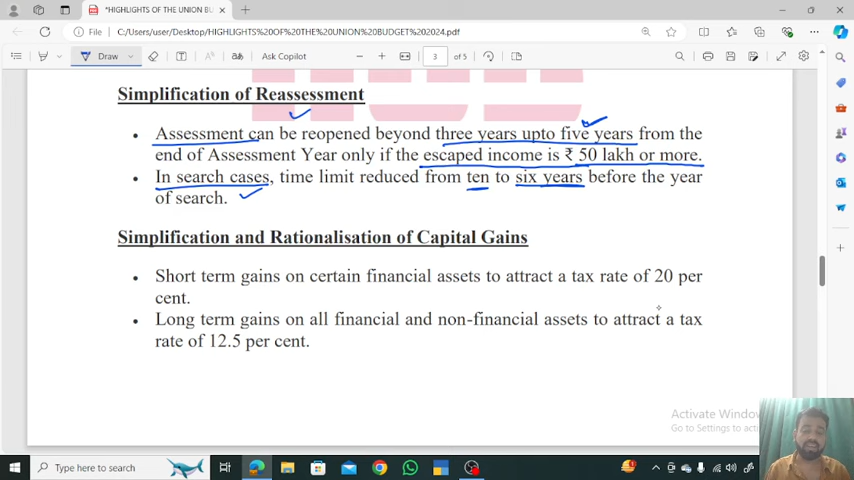 *HIGHLIGHTS OF THE UNION BUD
File C:/Users/user/Desktop/HIGHLIGHTS%20OF%20THE%20UNION%20BUDGET%202024.pdf
Draw Ask Copilot 3 of 5
Simplification of Reassessment
• Assessment can be reopened beyond three years upto five years from the
end of Assessment Year only if the escaped income is ₹ 50 lakh or more.
• In search cases, time limit reduced from ten to six years before the year
of search.
Simplification and Rationalisation of Capital Gains
• Short term gains on certain financial assets to attract a tax rate of 20 per
cent.
• Long term gains on all financial and non-financial assets to attract a tax
rate of 12.5 per cent.
Activate Window
Go to Settings to acti
Type here to search